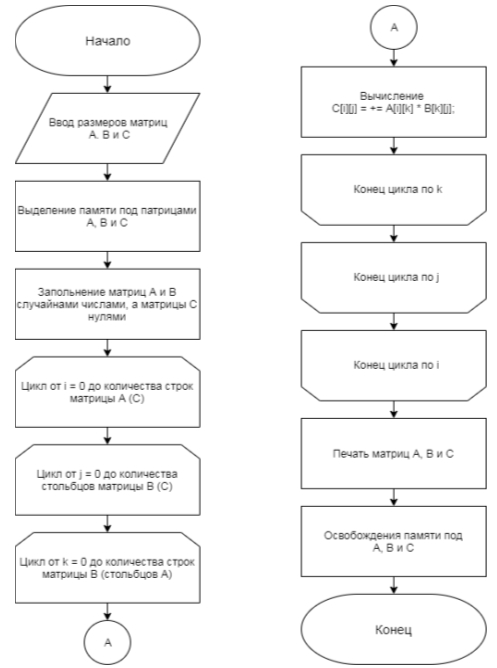 Начало
Ввод размеров матриц
А. В и С
Выделение памяти под патрицами
А, В и С
Запольнение матриц А и В
случайнами числами, а матрицы С
нулями
Цикл от i = 0 до количества строк
матрицы А (С)
Цикл от j = 0 до количества
стольбцов матрицы В (С)
Цикл от k = 0 до количества строк
матрицы В (стольбцов А)
А
А
Вычисление
C[i][j] = += A[i][k] * B[k][j];
Конец цикла по k
Конец цикла по j
Конец цикла по i
Печать матриц А, В и С
Освобождения памяти под
А, В и С
Конец